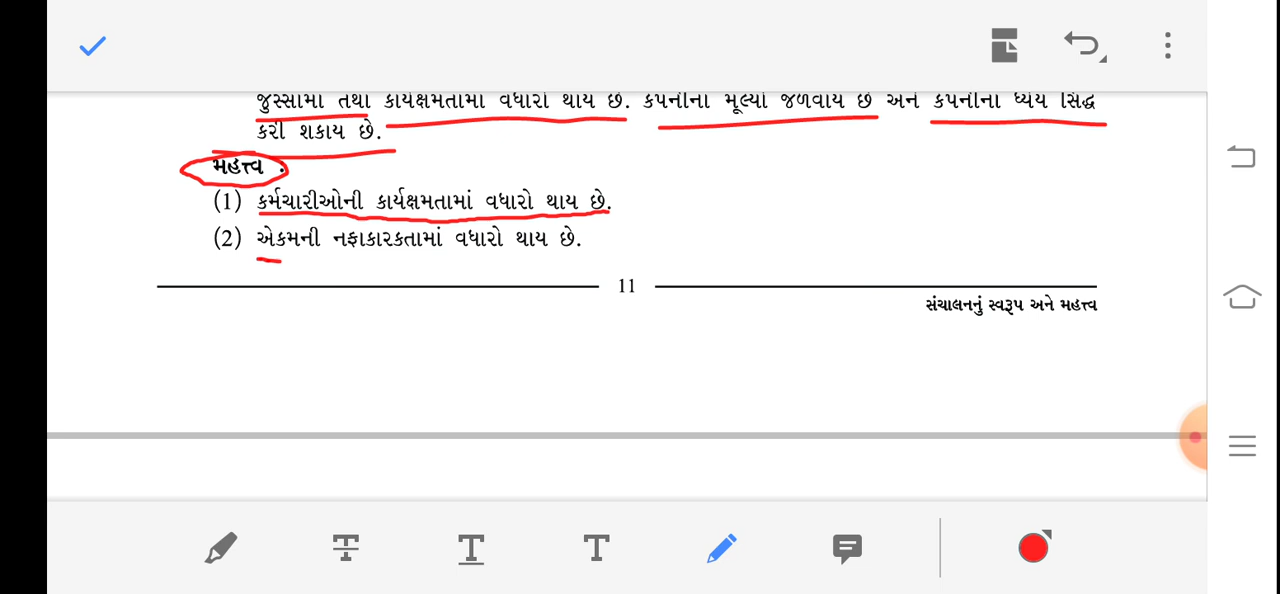 જુસ્સામાં તથા કાર્યક્ષમતામાં વધારો થાય છે. કંપનીનાં મૂલ્યો જળવાય છે અને કંપનીના ધ્યેય સિદ્ધ
કરી શકાય છે.
મહત્ત્વ :
(1) કર્મચારીઓની કાર્યક્ષમતામાં વધારો થાય છે.
(2) એકમની નફાકારકતામાં વધારો થાય છે.
11
સંચાલનનું સ્વરૂપ અને મહત્ત્વ